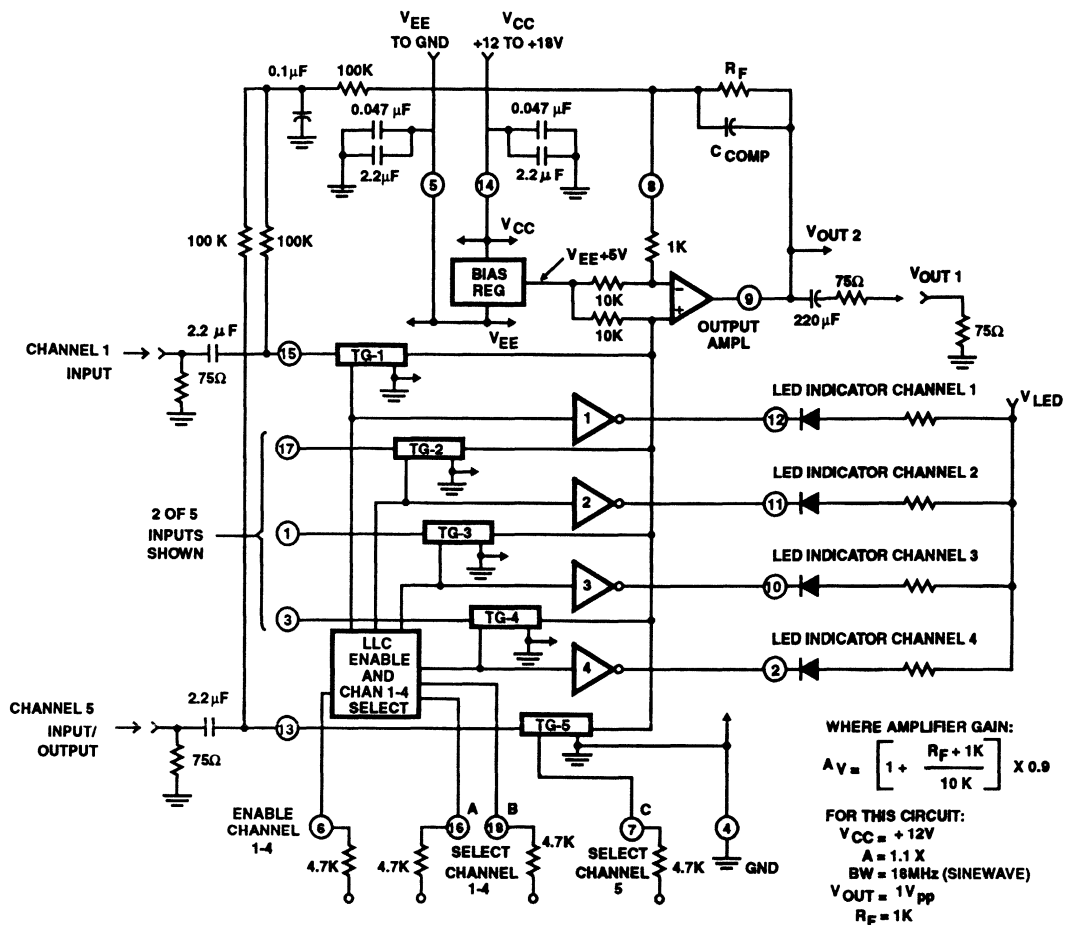 VEE
TO GND
VCC
+12 TO +18V
0.1µF
100K
RF
0.047 µF
0.047 µF
C COMP
2.2µF
2.2 µ F
5
14
8
100 K
100K
VCC
1K
VOUT 2
BIAS
REG
VEE+5V
10K
10K
−
+
9
75Ω
VOUT 1
220µF
OUTPUT
AMPL
75Ω
VEE
2.2 µ F
CHANNEL 1
INPUT
15
TG-1
75Ω
LED INDICATOR CHANNEL 1
V LED
1
12
17
TG-2
LED INDICATOR CHANNEL 2
2
11
2 OF 5
INPUTS
SHOWN
1
TG-3
LED INDICATOR CHANNEL 3
3
10
3
TG-4
LED INDICATOR CHANNEL 4
LLC
ENABLE
AND
CHAN 1-4
SELECT
4
2
2.2µF
CHANNEL 5
INPUT/
OUTPUT
13
TG-5
75Ω
WHERE AMPLIFIER GAIN:
A V = [ 1 + RF + 1K / 10 K ] X 0.9
ENABLE
CHANNEL
1-4
6
A
16
B
18
C
7
4
4.7K
4.7K
SELECT
CHANNEL
1-4
4.7K
SELECT
CHANNEL
5
4.7K
GND
FOR THIS CIRCUIT:
VCC = + 12V
A = 1.1 X
BW = 18MHz (SINEWAVE)
VOUT = 1Vpp
RF = 1K